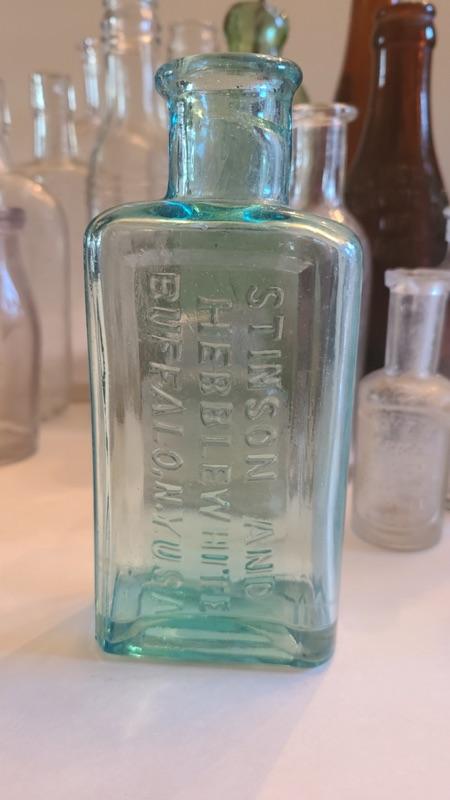 STINSON AND
HEBBLEWHITE
BUFFALO, N.Y. U.S.A.